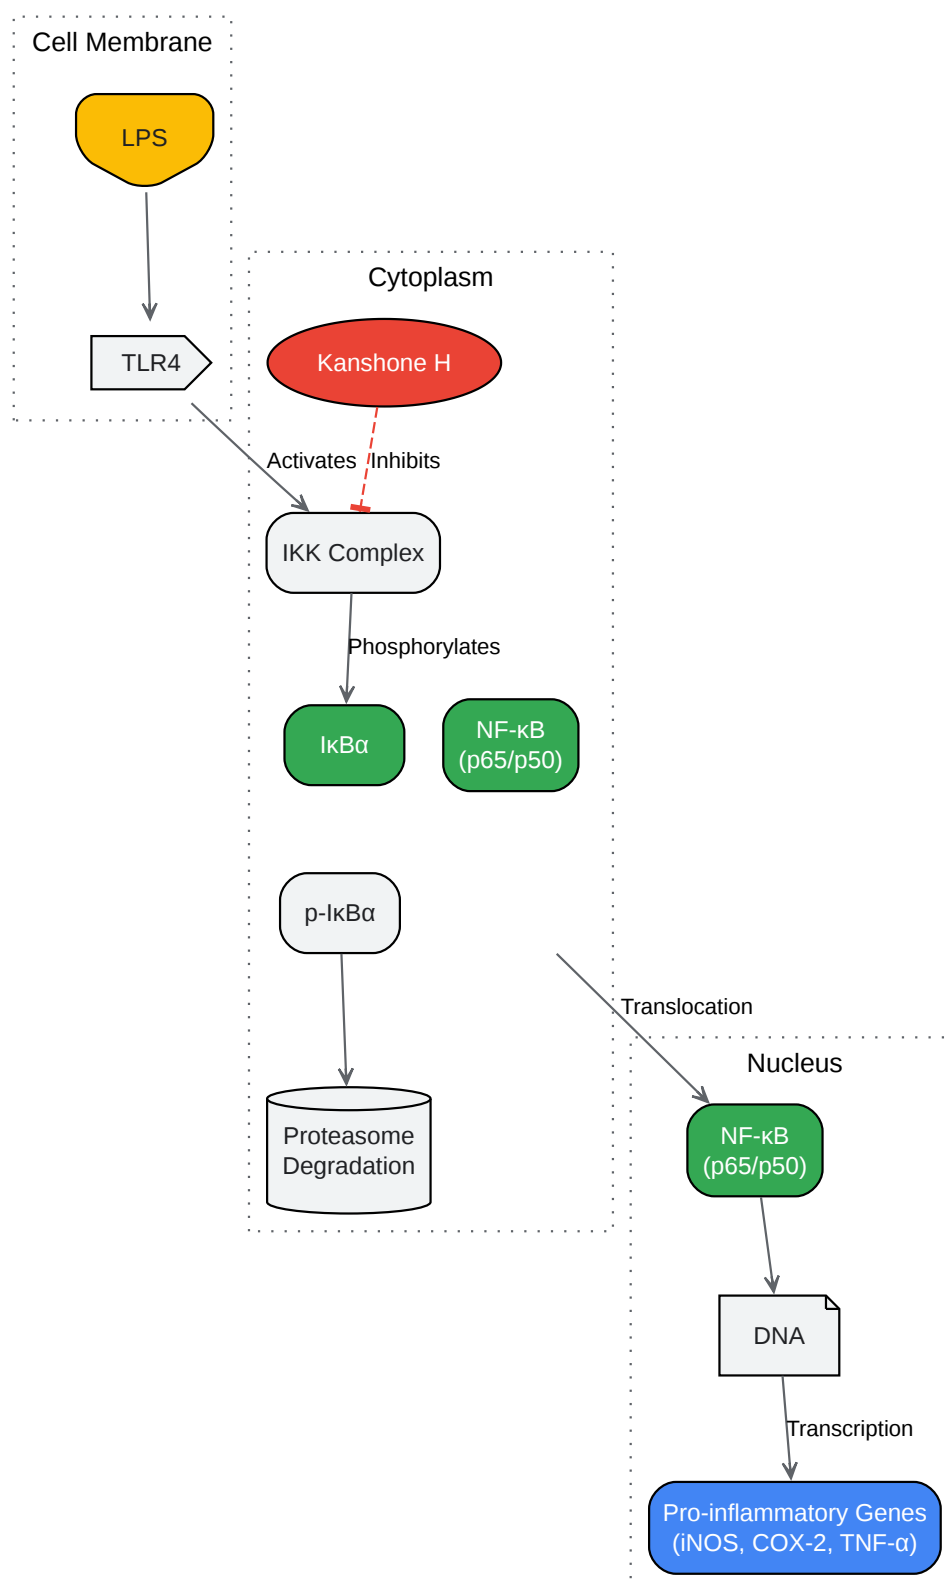 Cell Membrane
LPS
TLR4
Cytoplasm
Kanshone H
Activates
Inhibits
IKK Complex
Phosphorylates
IκBα
NF-κB
(p65/p50)
p-IκBα
Proteasome
Degradation
Translocation
Nucleus
NF-κB
(p65/p50)
DNA
Transcription
Pro-inflammatory Genes
(iNOS, COX-2, TNF-α)